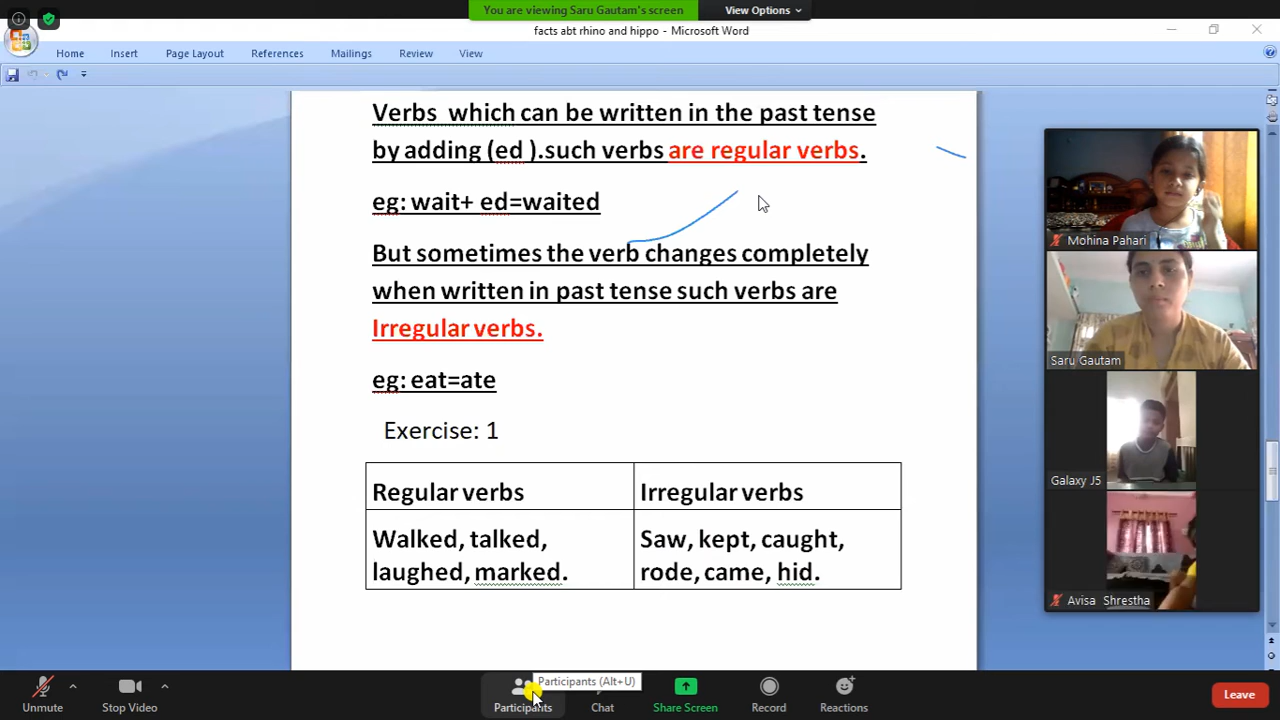 You are viewing Saru Gautam's screen
View Options
facts abt rhino and hippo - Microsoft Word
Home Insert Page Layout References Mailings Review View
Verbs which can be written in the past tense
by adding (ed ).such verbs are regular verbs.
eg: wait+ ed=waited
But sometimes the verb changes completely
when written in past tense such verbs are
Irregular verbs.
eg: eat=ate
Exercise: 1
Regular verbs
Irregular verbs
Walked, talked,
laughed, marked.
Saw, kept, caught,
rode, came, hid.
Mohina Pahari
Saru Gautam
Galaxy J5
Avisa Shrestha
Participants (Alt+U)
Unmute
Stop Video
Participants
Chat
Share Screen
Record
Reactions
Leave